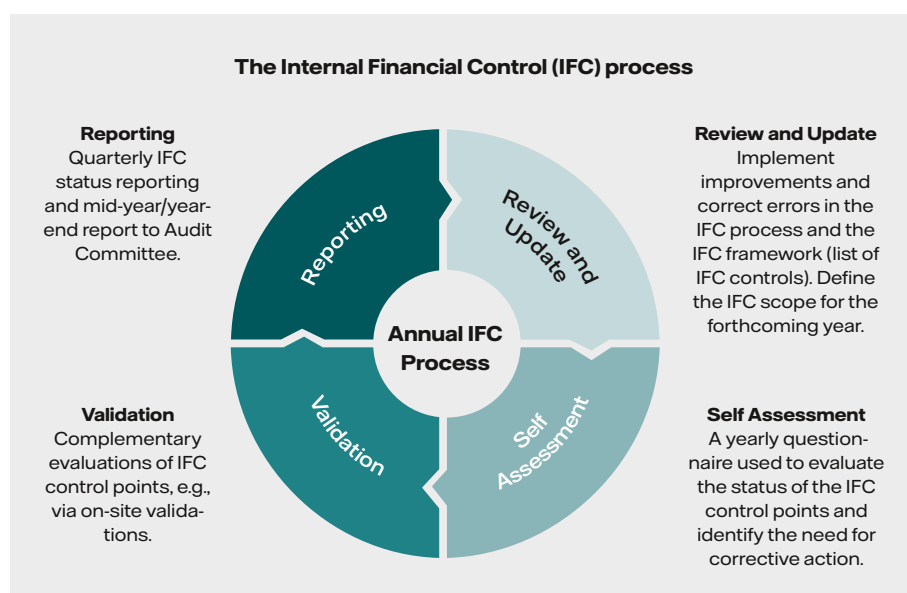 The Internal Financial Control (IFC) process
Reporting
Quarterly IFC
status reporting
and mid-year/year-
end report to Audit
Committee.
Review and Update
Implement
improvements and
correct errors in the
IFC process and the
IFC framework (list of
IFC controls). Define
the IFC scope for the
forthcoming year.
Reporting
Review and
Update
Annual IFC
Process
Validation
Self
Assessment
Validation
Complementary
evaluations of IFC
control points, e.g.,
via on-site valida-
tions.
Self Assessment
A yearly question-
naire used to evaluate
the status of the IFC
control points and
identify the need for
corrective action.